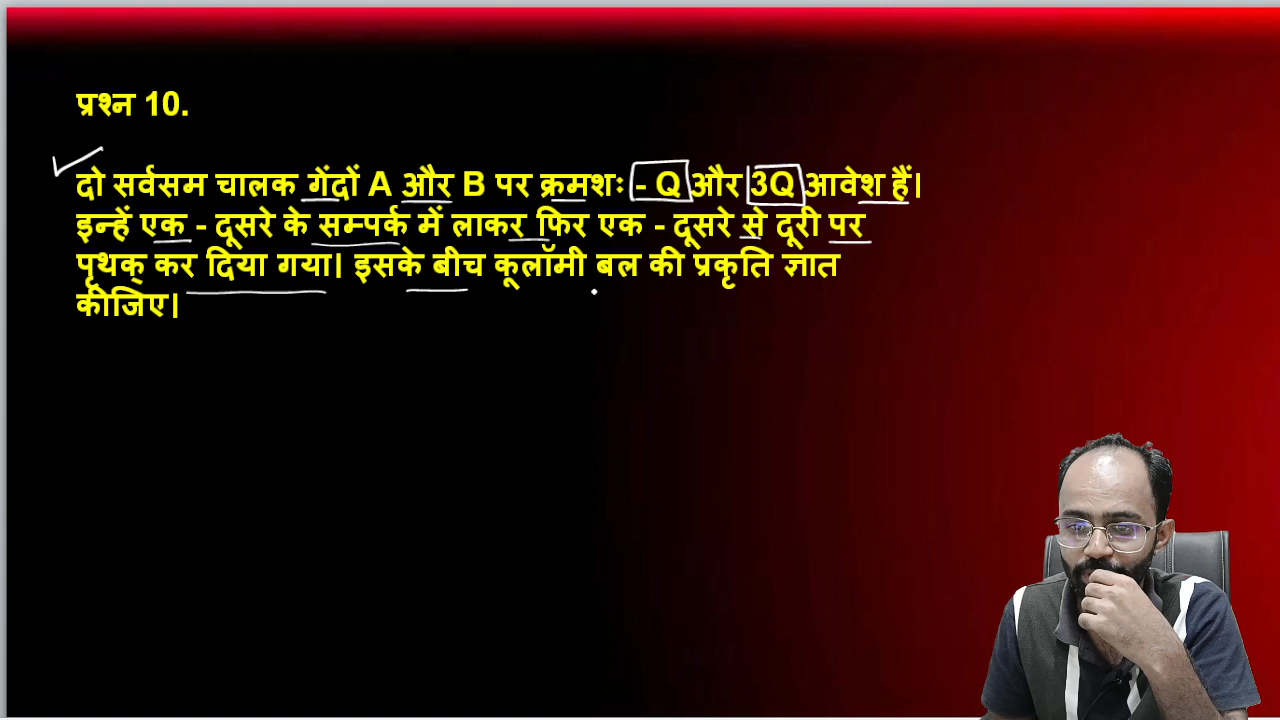 प्रश्न 10.
दो सर्वसम चालक गेंदों A और B पर क्रमशः - Q और 3Q आवेश हैं।
इन्हें एक - दूसरे के सम्पर्क में लाकर फिर एक - दूसरे से दूरी पर
पृथक् कर दिया गया। इसके बीच कूलॉमी बल की प्रकृति ज्ञात
कीजिए।